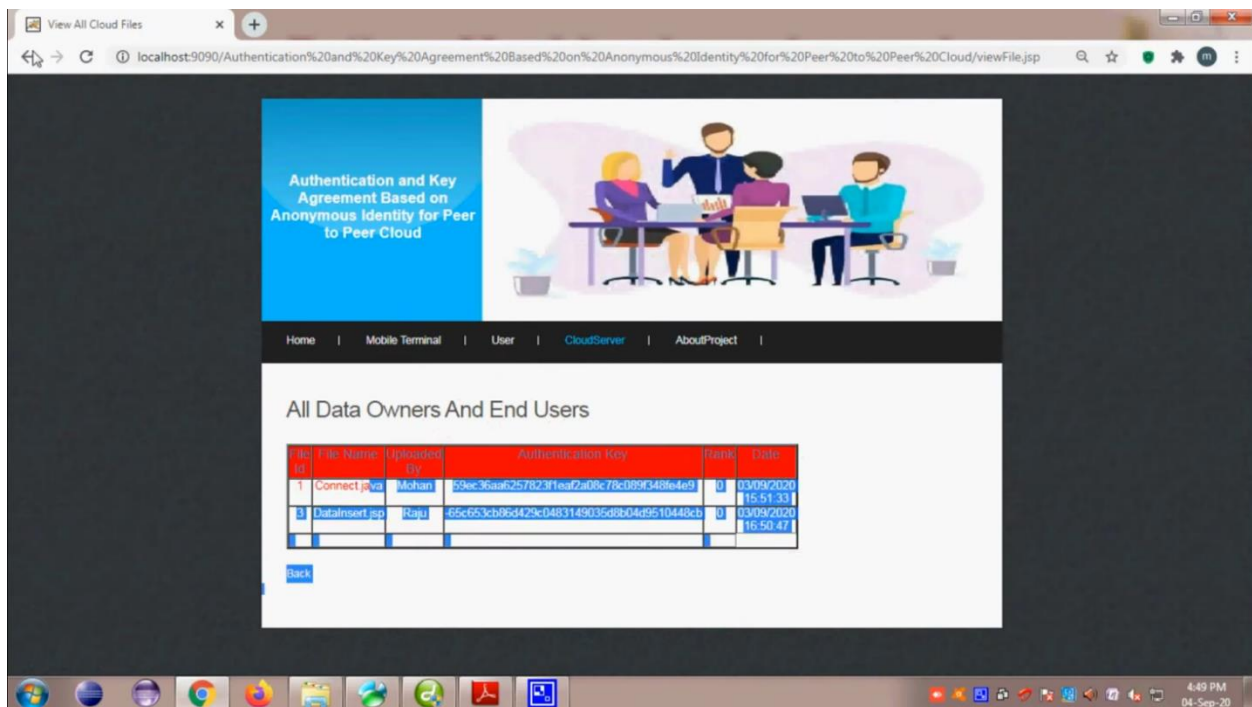 View All Cloud Files
localhost:9090/Authentication%20and%20Key%20Agreement%20Based%20on%20Anonymous%20Identity%20for%20Peer%20to%20Peer%20Cloud/viewFile.jsp
m
Authentication and Key
Agreement Based on
Anonymous Identity for Peer
to Peer Cloud
Home | Mobile Terminal | User | CloudServer | AboutProject |
All Data Owners And End Users
File Id File Name Uploaded By Authentication Key Rank Date
1 Connect.java Mohan 59ec36aa6257823f1eaf2a08c78c089f348fe4e9 0 03/09/2020 15:51:33
3 DataInsert.jsp Raju -65c653cb86d429c0483149035d8b04d9510448cb 0 03/09/2020 16:50:47
Back
4:49 PM
04-Sep-20